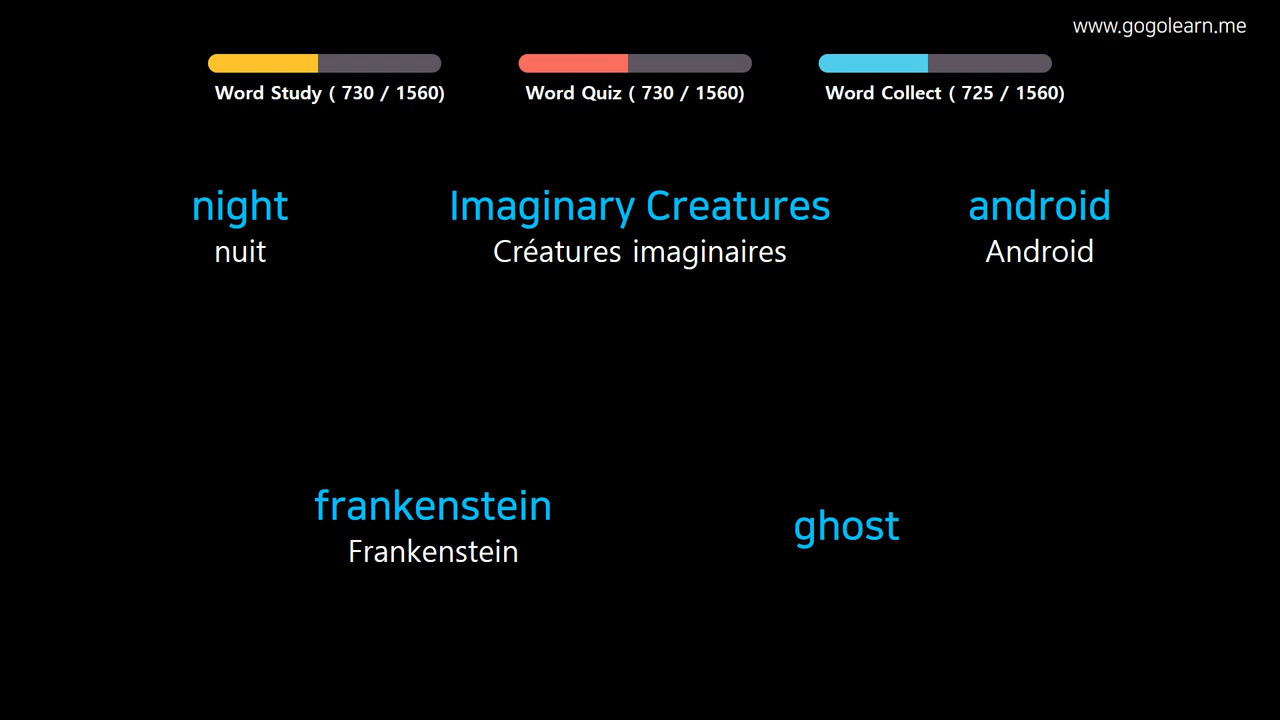 www.gogolearn.me
Word Study ( 730 / 1560)
Word Quiz ( 730 / 1560)
Word Collect ( 725 / 1560)
night
nuit
Imaginary Creatures
Créatures imaginaires
android
Android
frankenstein
Frankenstein
ghost